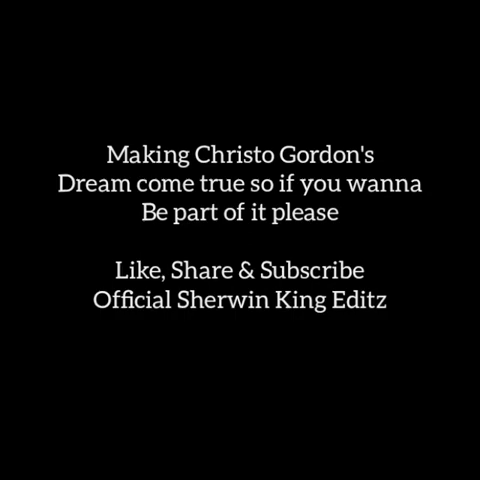 Making Christo Gordon's
Dream come true so if you wanna
Be part of it please
Like, Share & Subscribe
Official Sherwin King Editz